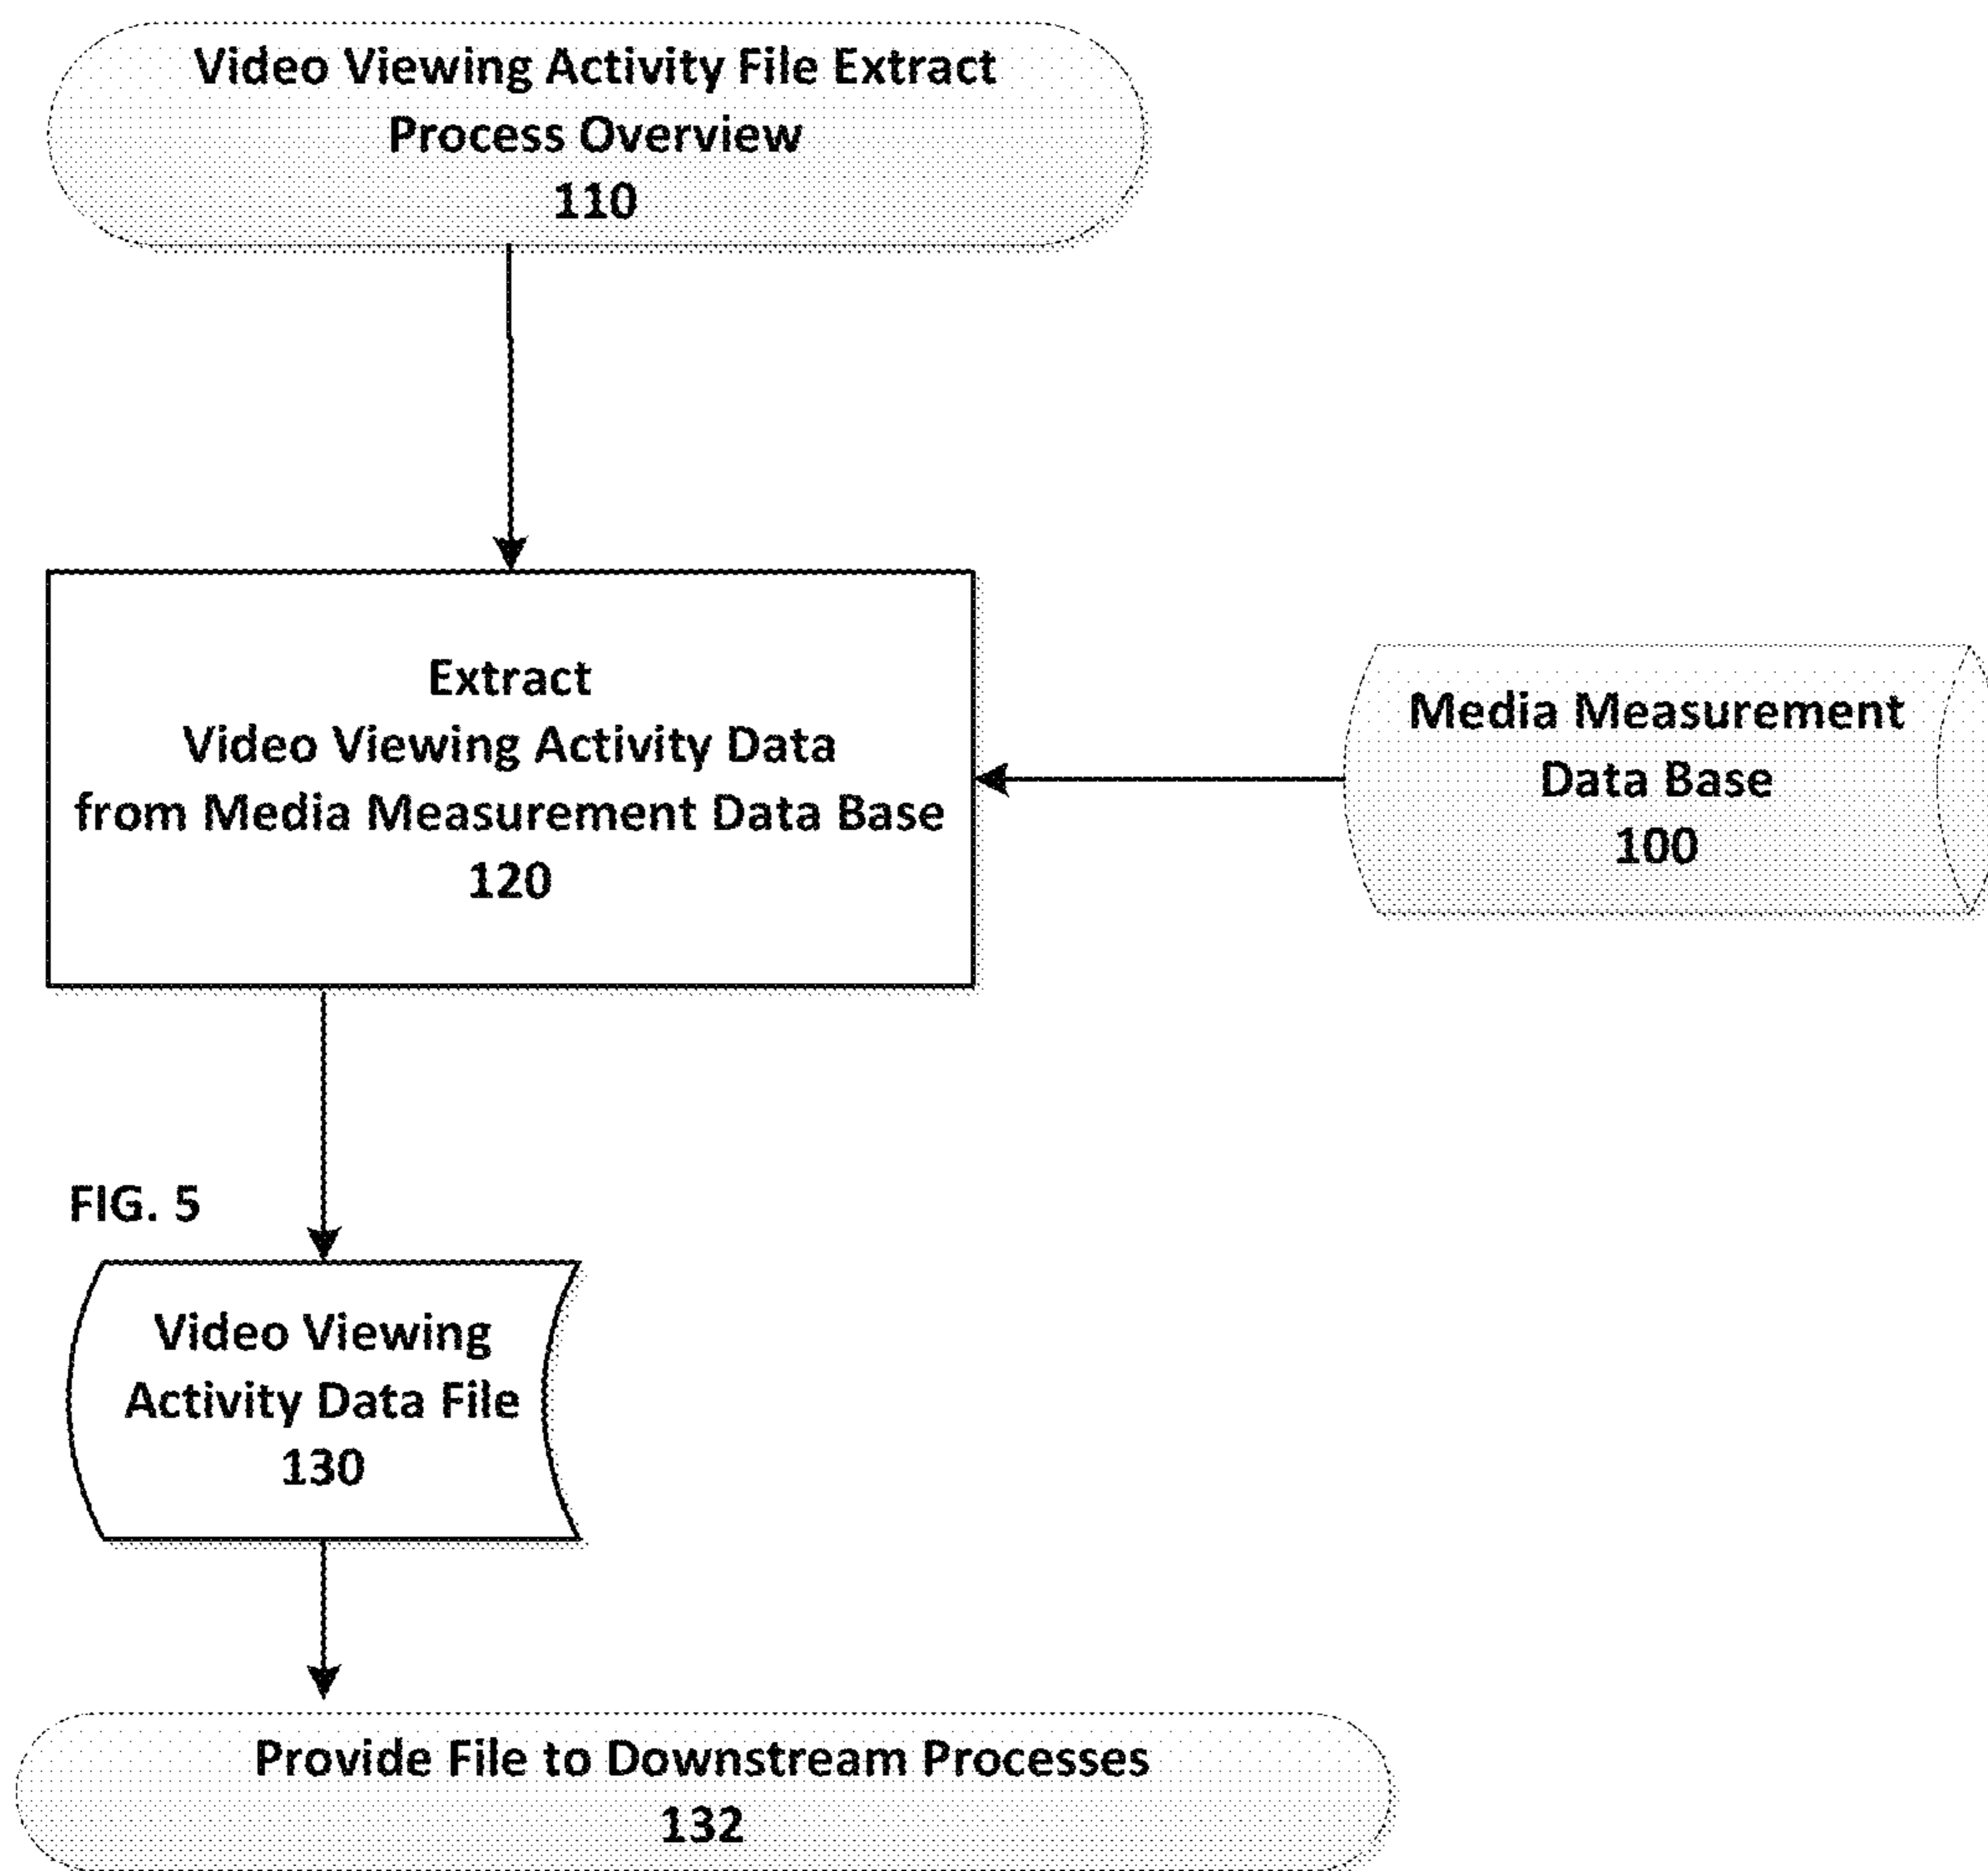 Video Viewing Activity File Extract
Process Overview
110
Extract
Video Viewing Activity Data
from Media Measurement Data Base
120
Media Measurement
Data Base
100
FIG. 5
Video Viewing
Activity Data File
130
Provide File to Downstream Processes
132